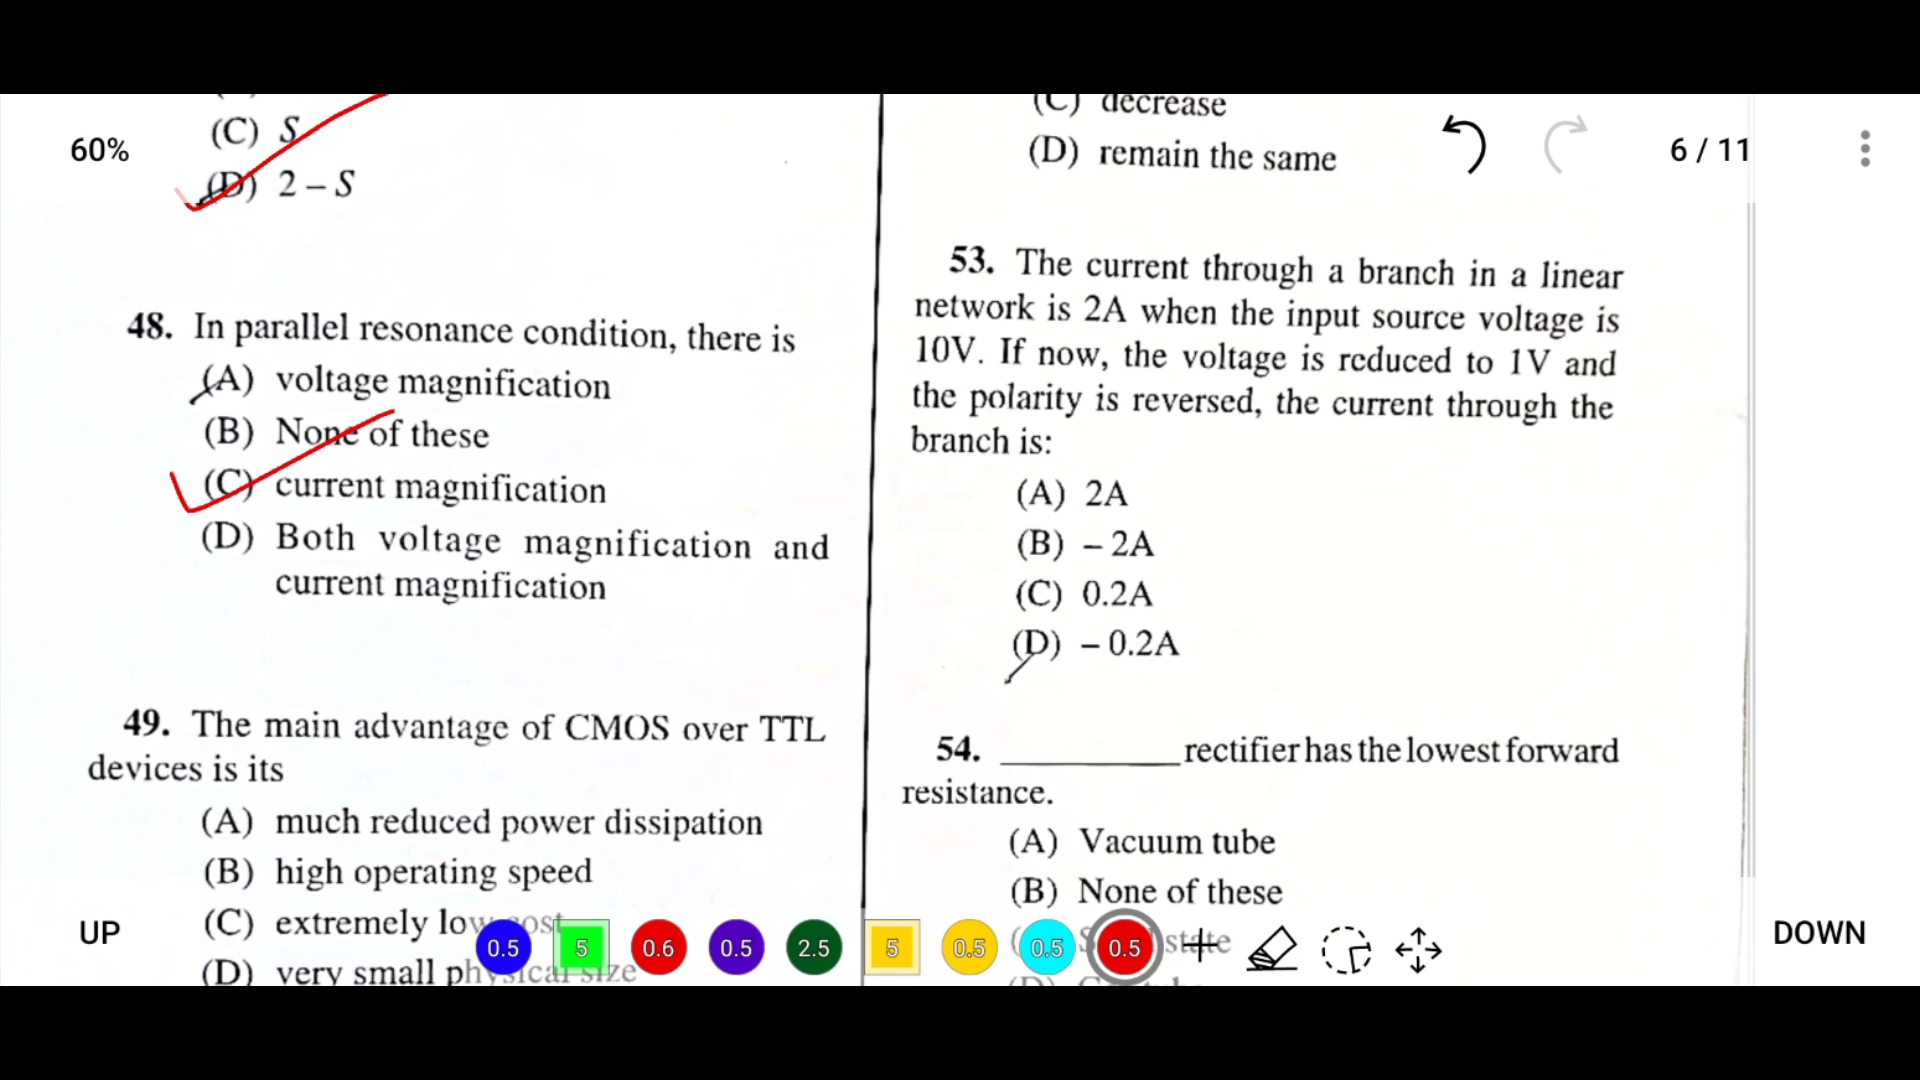 60%
(C) S
(D) 2 – S
48. In parallel resonance condition, there is
(A) voltage magnification
(B) None of these
(C) current magnification
(D) Both voltage magnification and
current magnification
49. The main advantage of CMOS over TTL
devices is its
(A) much reduced power dissipation
(B) high operating speed
(C) extremely low cost
(D) very small physical size
(C) decrease
(D) remain the same
6 / 11
53. The current through a branch in a linear
network is 2A when the input source voltage is
10V. If now, the voltage is reduced to 1V and
the polarity is reversed, the current through the
branch is:
(A) 2A
(B) – 2A
(C) 0.2A
(D) – 0.2A
54. __________ rectifier has the lowest forward
resistance.
(A) Vacuum tube
(B) None of these
state
UP
0.5 5 0.6 0.5 2.5 5 0.5 0.5 0.5
DOWN